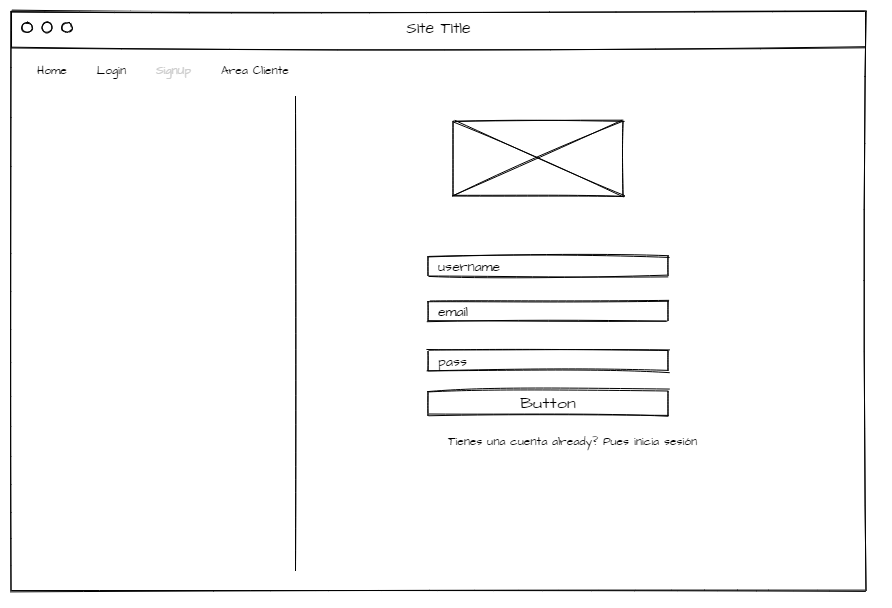 Site Title
Home Login SignUp Area Cliente
username
email
pass
Button
Tienes una cuenta already? Pues inicia sesión